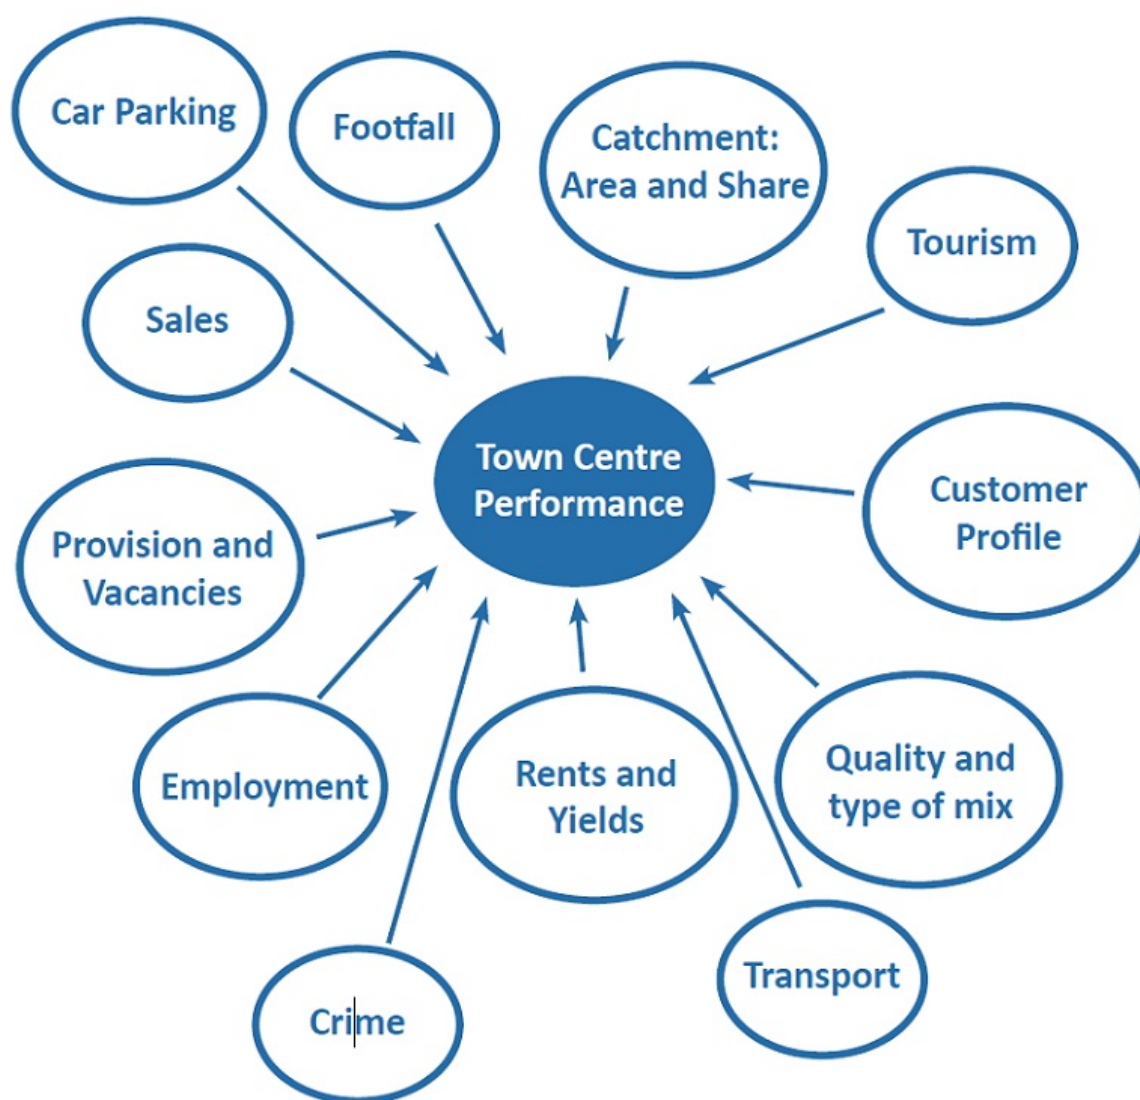 Car Parking
Footfall
Catchment:
Area and Share
Tourism
Sales
Town Centre
Performance
Customer
Profile
Provision and
Vacancies
Employment
Rents and
Yields
Quality and
type of mix
Transport
Crime